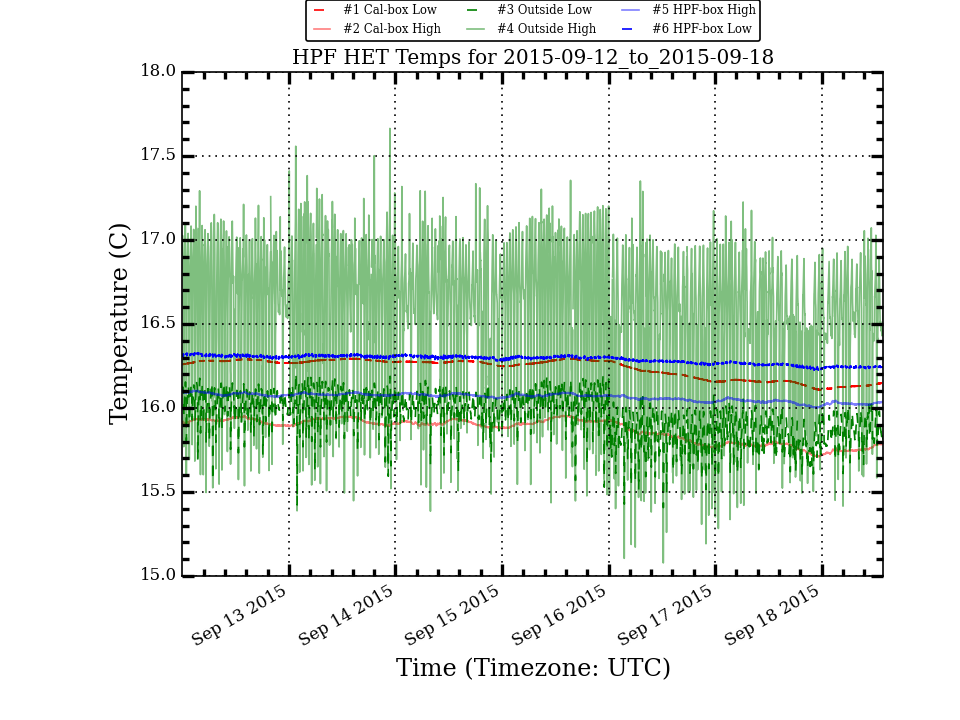 #1 Cal-box Low #3 Outside Low #5 HPF-box High
#2 Cal-box High #4 Outside High #6 HPF-box Low
HPF HET Temps for 2015-09-12_to_2015-09-18
18.0
17.5
17.0
16.5
16.0
15.5
15.0
Temperature (C)
Sep 13 2015 Sep 14 2015 Sep 15 2015 Sep 16 2015 Sep 17 2015 Sep 18 2015
Time (Timezone: UTC)